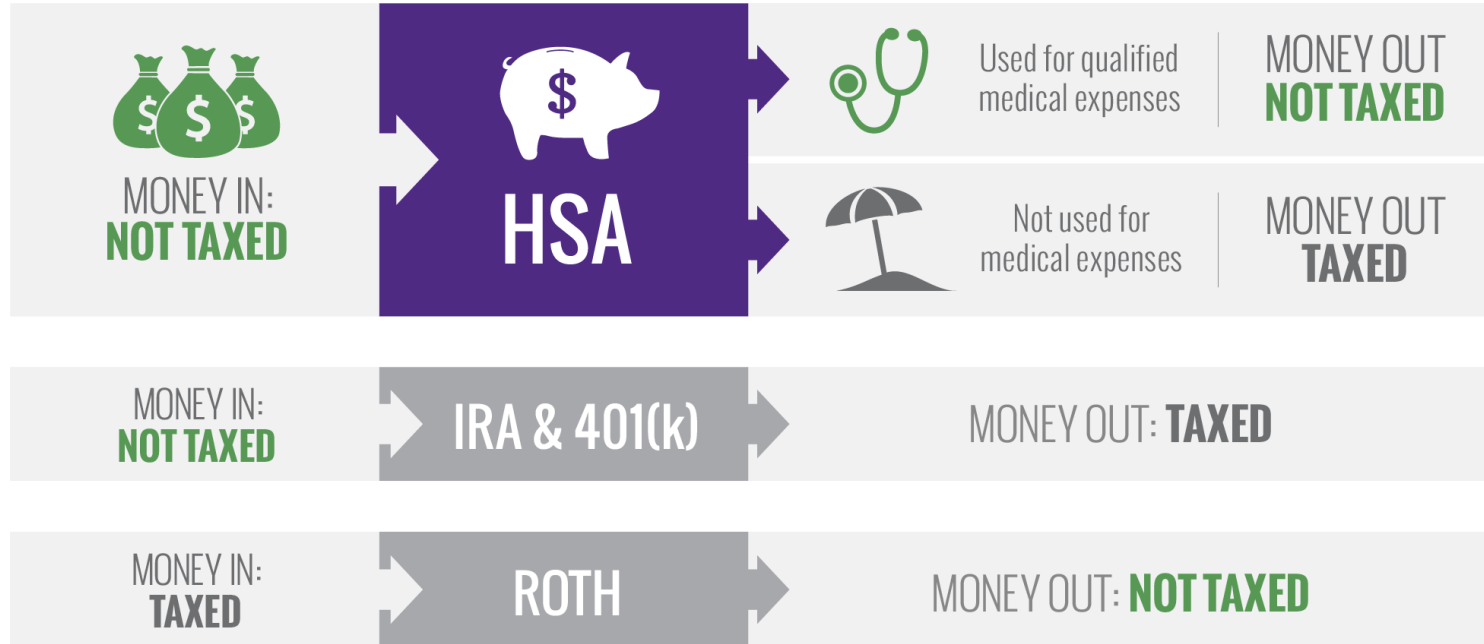 $ $ $
MONEY IN:
NOT TAXED
$
HSA
Used for qualified
medical expenses
MONEY OUT
NOT TAXED
Not used for
medical expenses
MONEY OUT
TAXED
MONEY IN:
NOT TAXED
IRA & 401(k)
MONEY OUT: TAXED
MONEY IN:
TAXED
ROTH
MONEY OUT: NOT TAXED